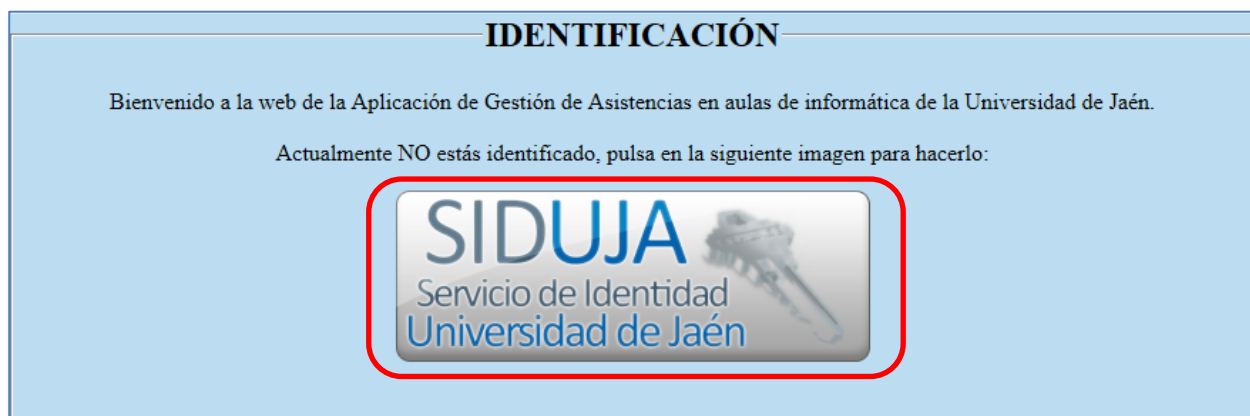 IDENTIFICACIÓN
Bienvenido a la web de la Aplicación de Gestión de Asistencias en aulas de informática de la Universidad de Jaén.
Actualmente NO estás identificado, pulsa en la siguiente imagen para hacerlo:
SIDUJA
Servicio de Identidad
Universidad de Jaén